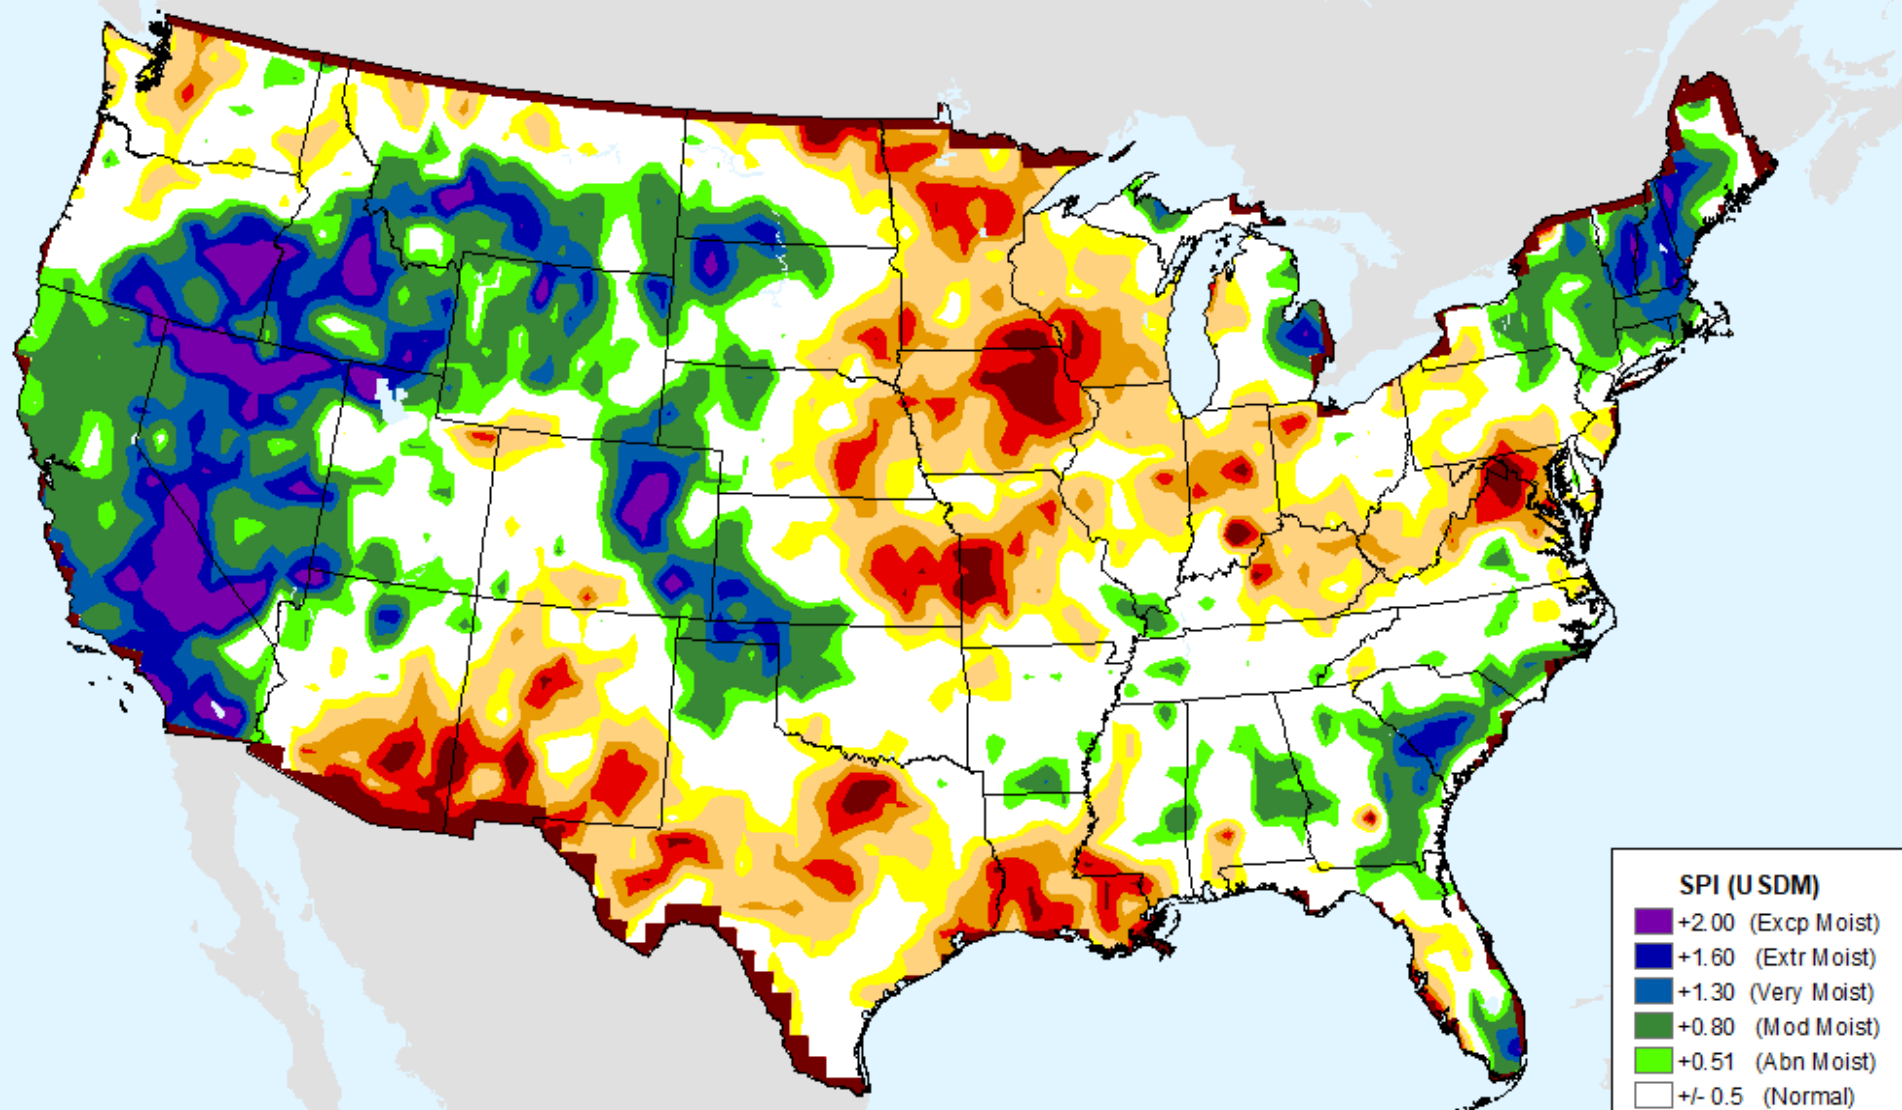 SPI (USDM)
+2.00 (Excp Moist)
+1.60 (Extr Moist)
+1.30 (Very Moist)
+0.80 (Mod Moist)
+0.51 (Abn Moist)
+/- 0.5 (Normal)